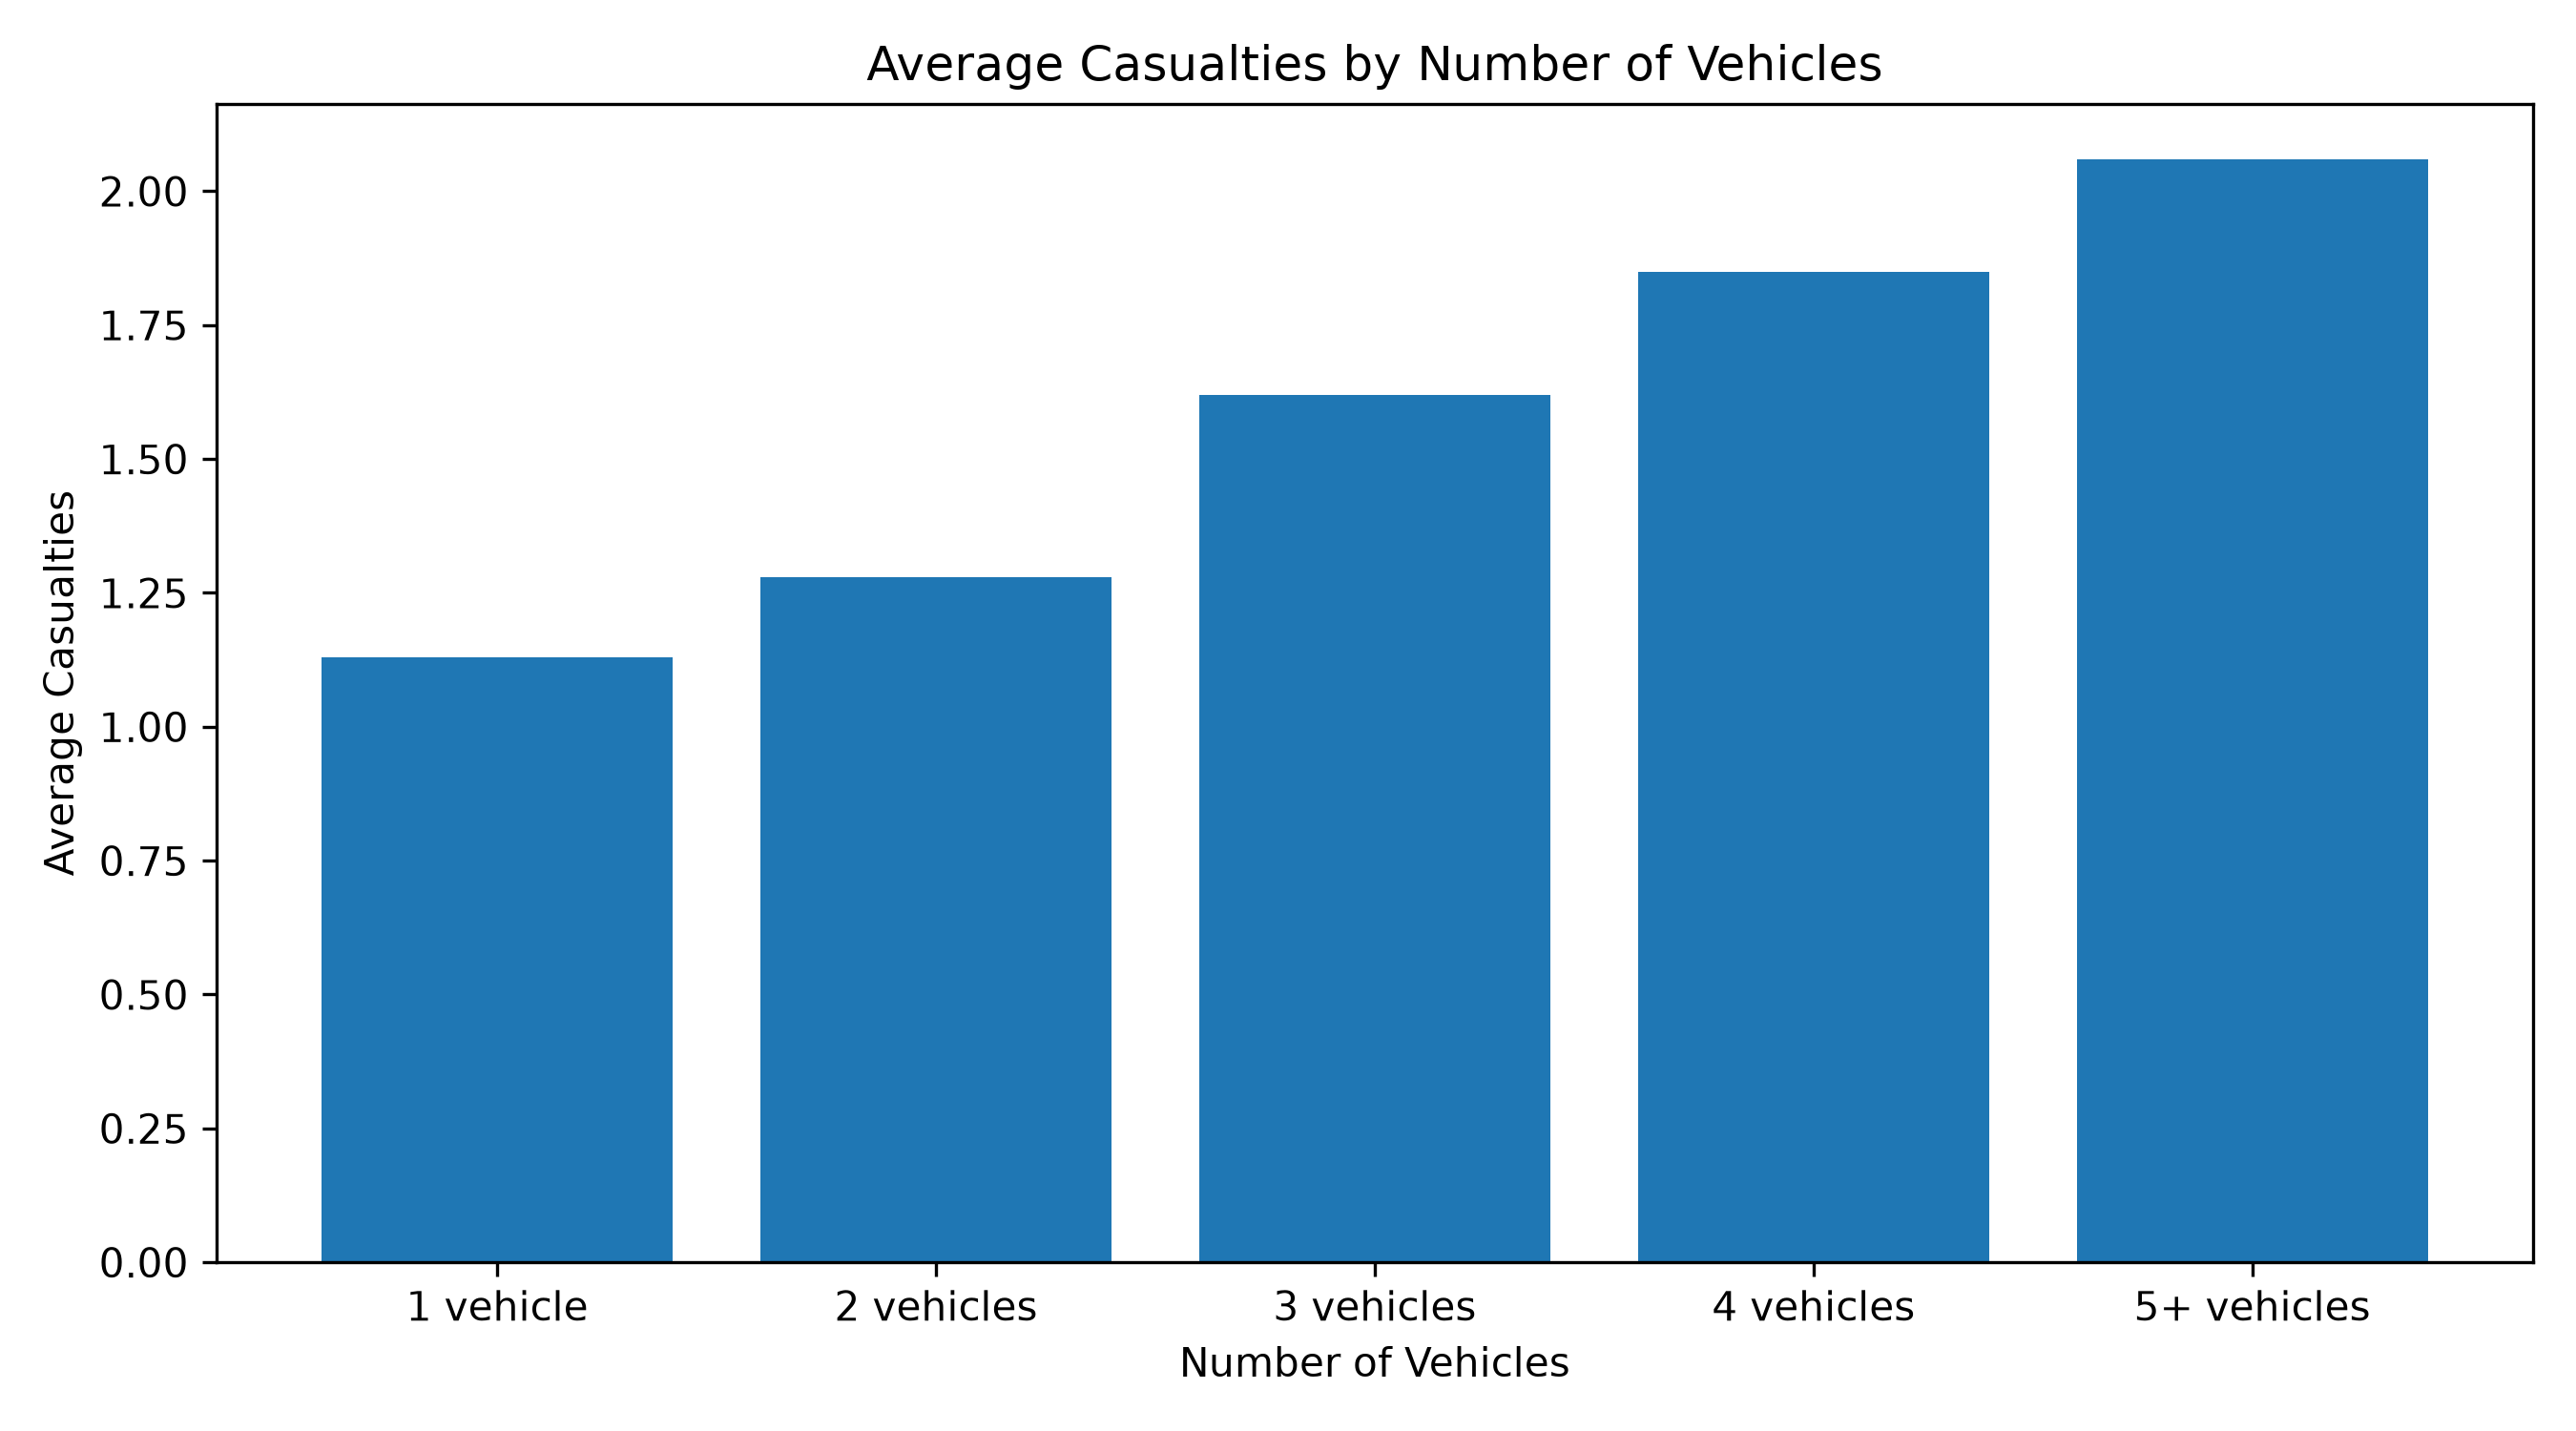 Average Casualties by Number of Vehicles
Average Casualties
2.00
1.75
1.50
1.25
1.00
0.75
0.50
0.25
0.00
1 vehicle
2 vehicles
3 vehicles
4 vehicles
5+ vehicles
Number of Vehicles